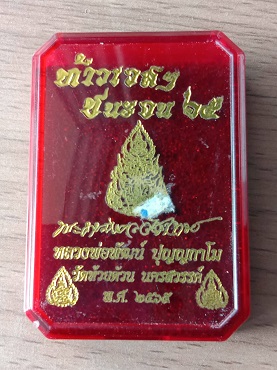 ท้าวเวสฯ
ชนะจน ๖๕
หลวงพ่อพัฒน์ ปุญญกาโม
วัดห้วยด้วน นครสวรรค์
พ.ศ. ๒๕๖๕